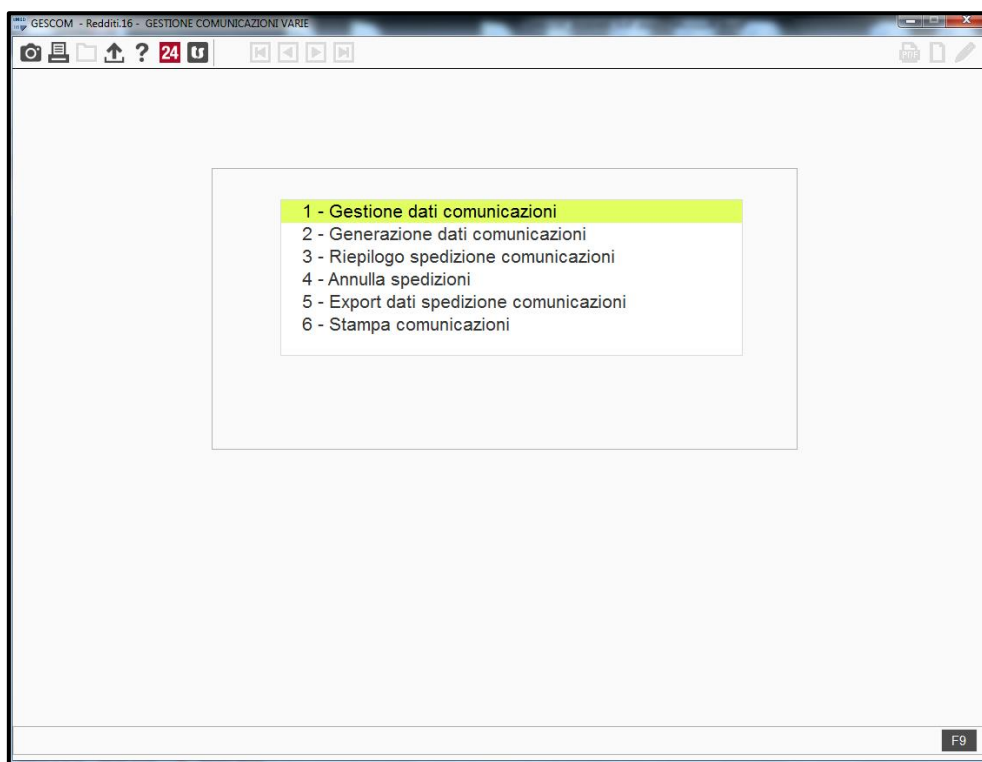 GESCOM - Redditi.16 - GESTIONE COMUNICAZIONI VARIE
? 24
PDF
1 - Gestione dati comunicazioni
2 - Generazione dati comunicazioni
3 - Riepilogo spedizione comunicazioni
4 - Annulla spedizioni
5 - Export dati spedizione comunicazioni
6 - Stampa comunicazioni
F9